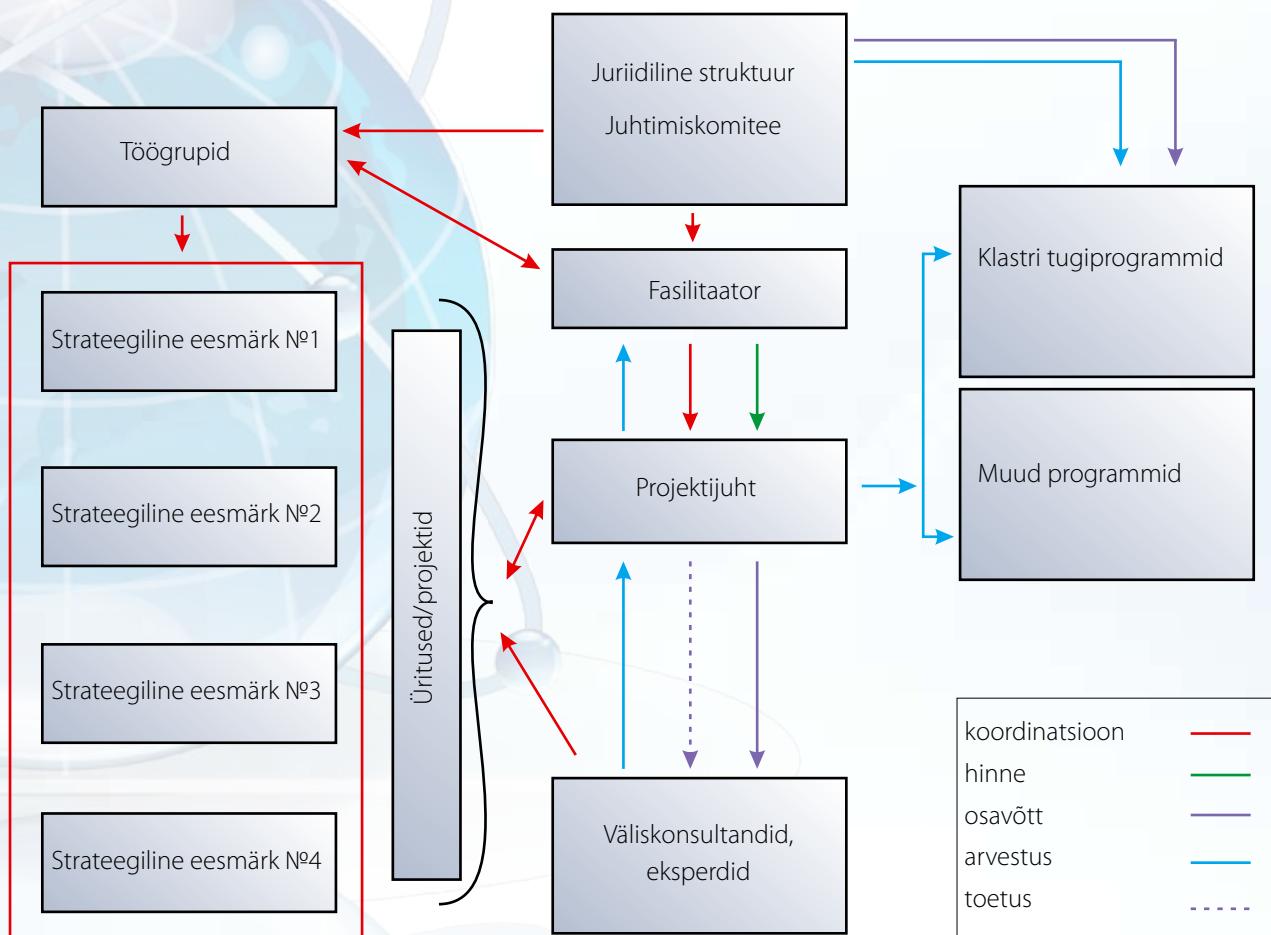 Juriidiline struktuur
Juhtimiskomitee
Töögrupid
Klastri tugiprogrammid
Fasilitaator
Strateegiline eesmärk №1
Strateegiline eesmärk №2
Strateegiline eesmärk №3
Strateegiline eesmärk №4
Üritused/projektid
Projektijuht
Muud programmid
Väliskonsultandid,
eksperdid
koordinatsioon
hinne
osavõtt
arvestus
toetus